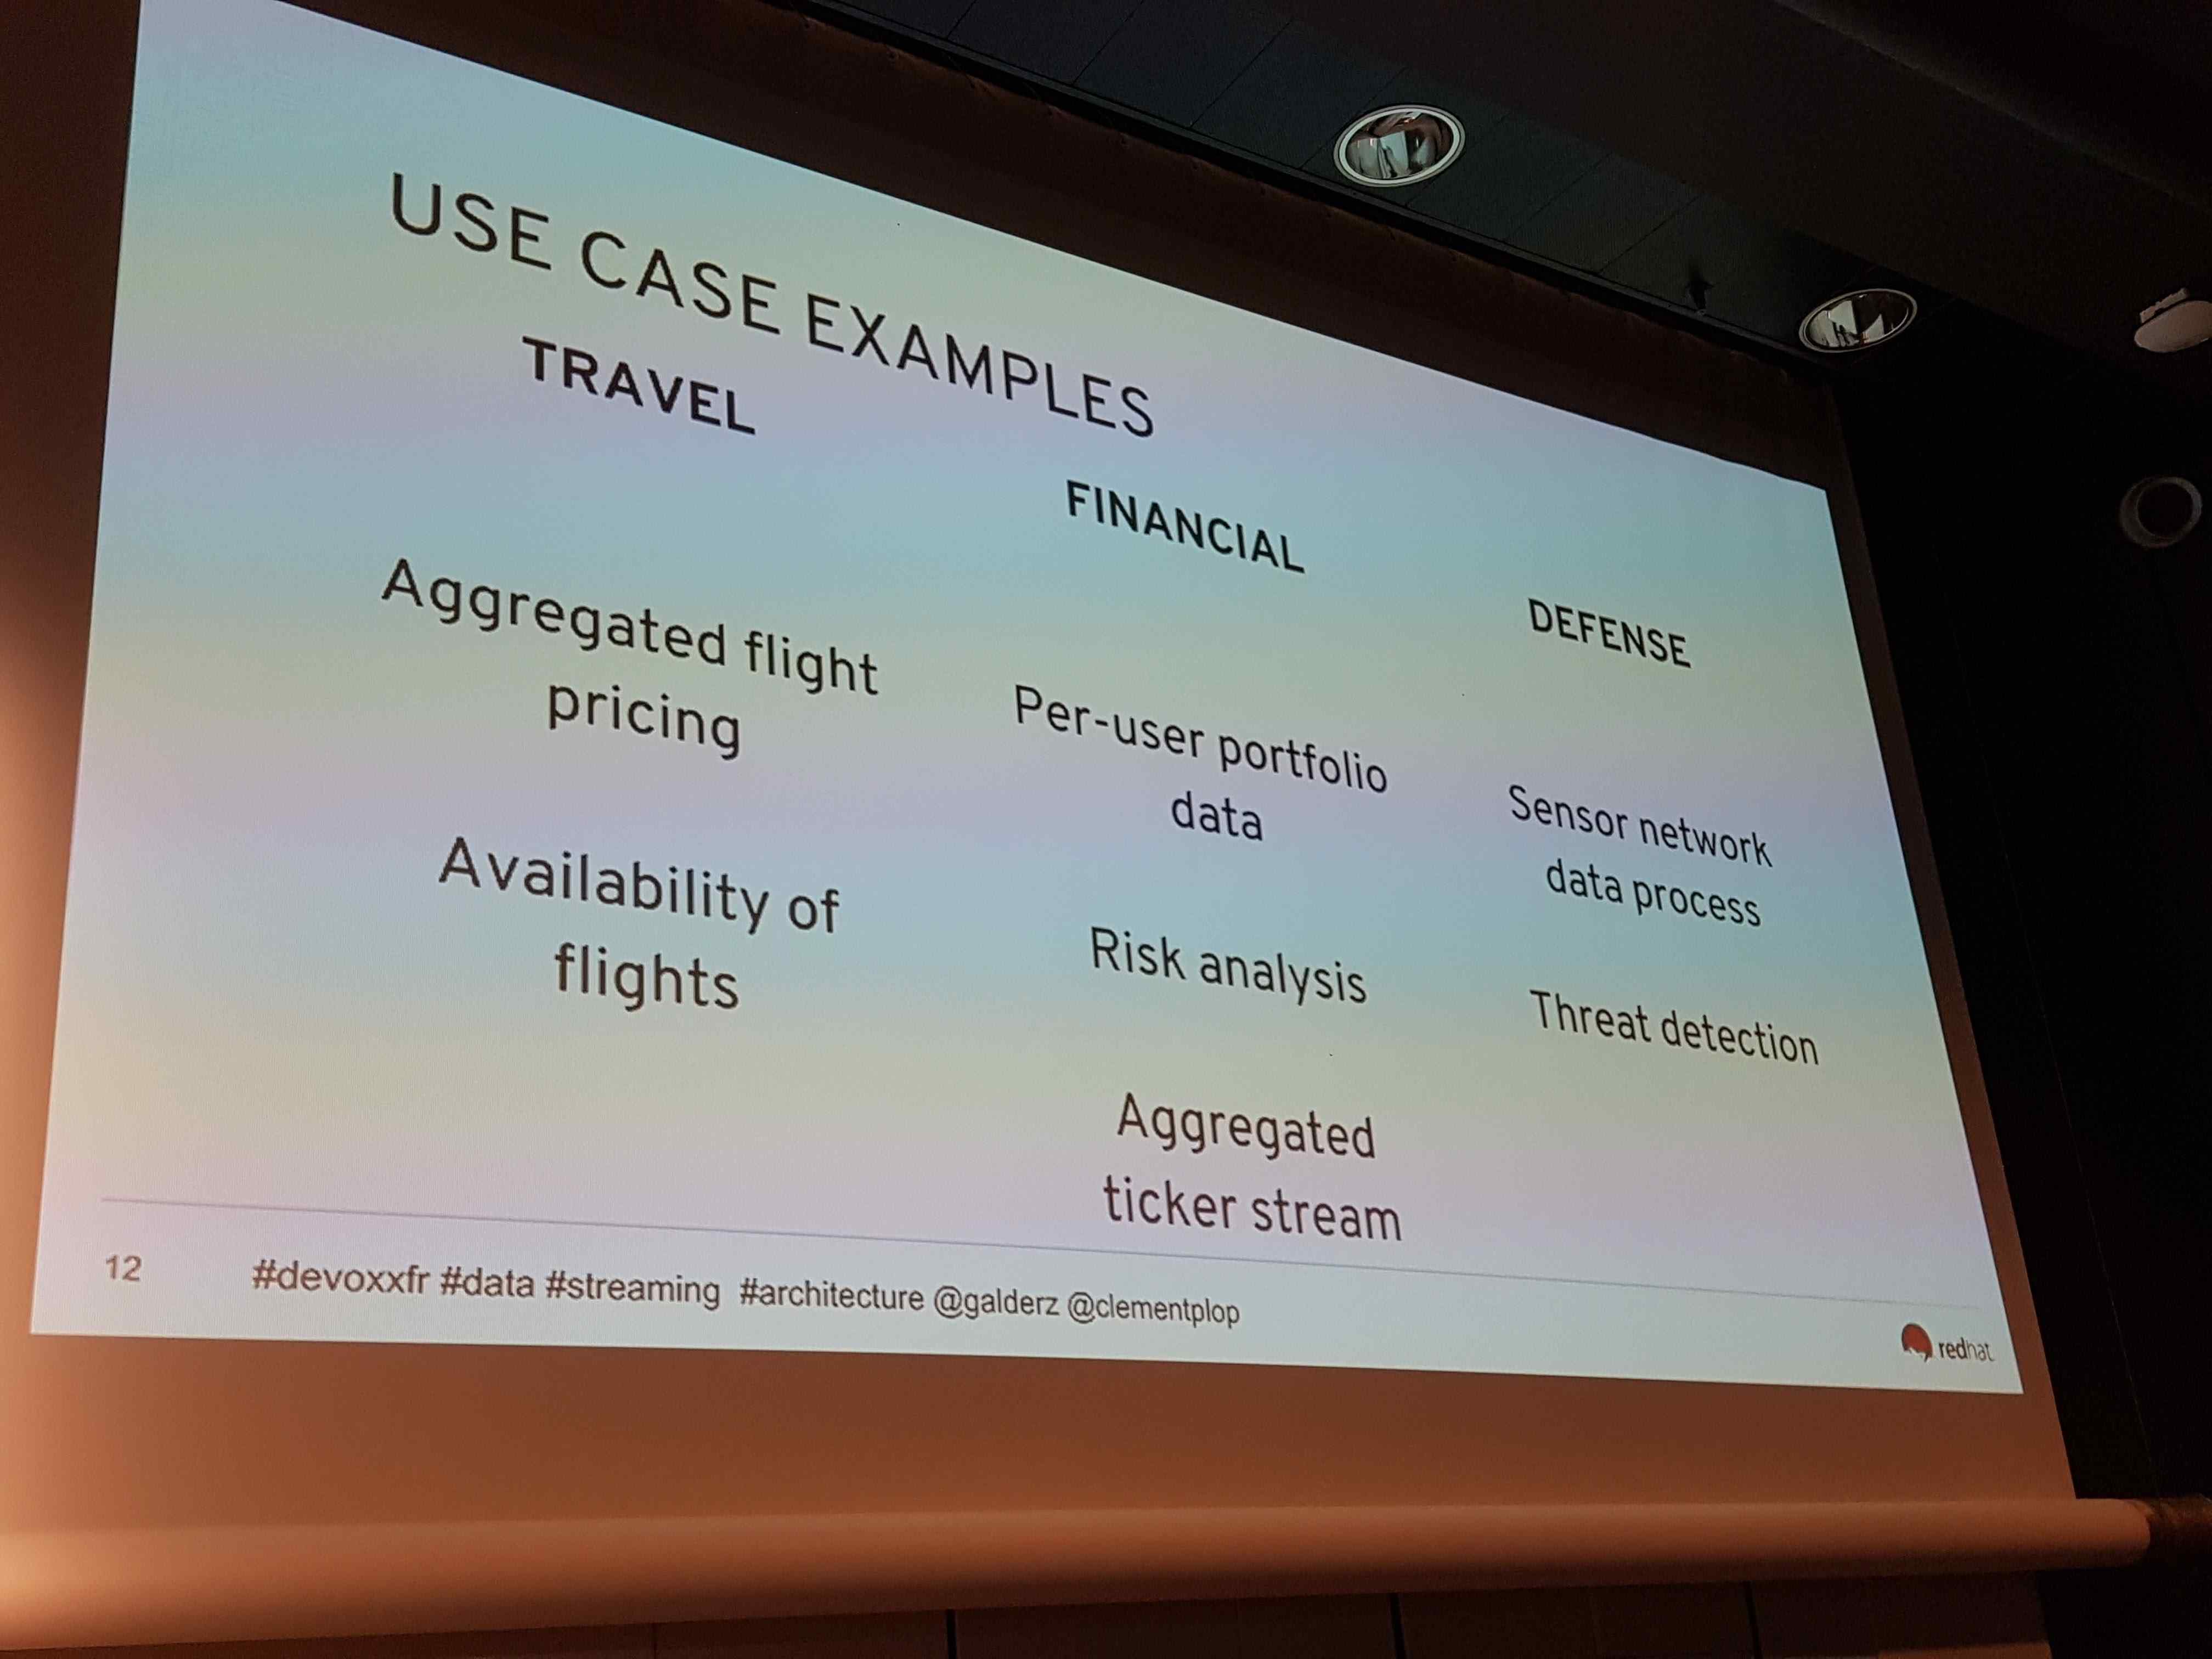 USE CASE EXAMPLES
TRAVEL
Aggregated flight
pricing
Availability of
flights
FINANCIAL
Per-user portfolio
data
Risk analysis
Aggregated
ticker stream
DEFENSE
Sensor network
data process
Threat detection
12
#devoxxfr #data #streaming #architecture @galderz @clementplop
redhat